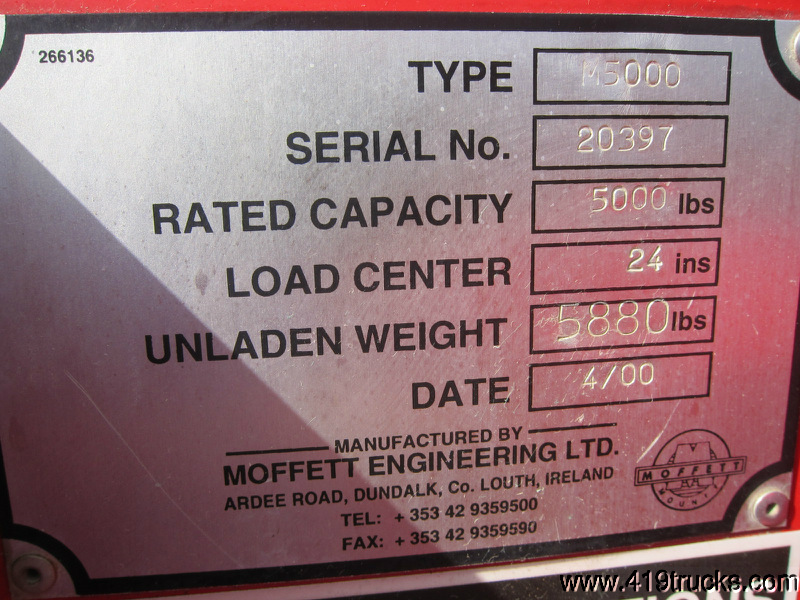 266136
TYPE M5000
SERIAL No. 20397
RATED CAPACITY 5000 lbs
LOAD CENTER 24 ins
UNLADEN WEIGHT 5880 lbs
DATE 4/00
MANUFACTURED BY
MOFFETT ENGINEERING LTD.
ARDEE ROAD, DUNDALK, Co. LOUTH, IRELAND
TEL: + 353 42 9359500
FAX: + 353 42 9359590
MOFFETT
MOUNTY
www.419trucks.com